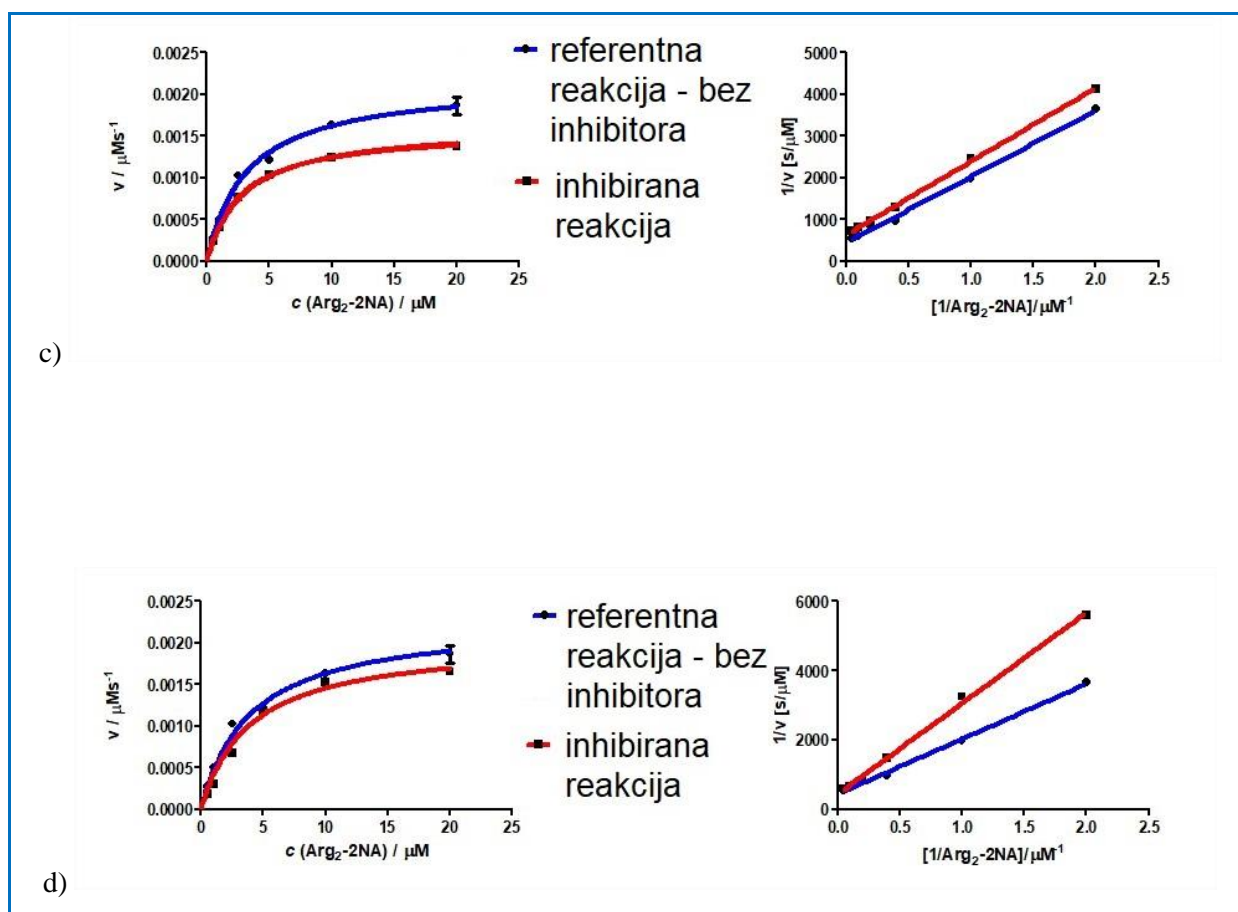 0.0025
0.0020
0.0015
0.0010
0.0005
0.0000
v / μMs⁻¹
0 5 10 15 20 25
c (Arg₂-2NA) / μM
referentna
reakcija - bez
inhibitora
inhibirana
reakcija
5000
4000
3000
2000
1000
0
1/v [s/μM]
0.0 0.5 1.0 1.5 2.0 2.5
[1/Arg₂-2NA]/μM⁻¹
c)
0.0025
0.0020
0.0015
0.0010
0.0005
0.0000
v / μMs⁻¹
0 5 10 15 20 25
c (Arg₂-2NA) / μM
referentna
reakcija - bez
inhibitora
inhibirana
reakcija
6000
4000
2000
0
1/v [s/μM]
0.0 0.5 1.0 1.5 2.0 2.5
[1/Arg₂-2NA]/μM⁻¹
d)